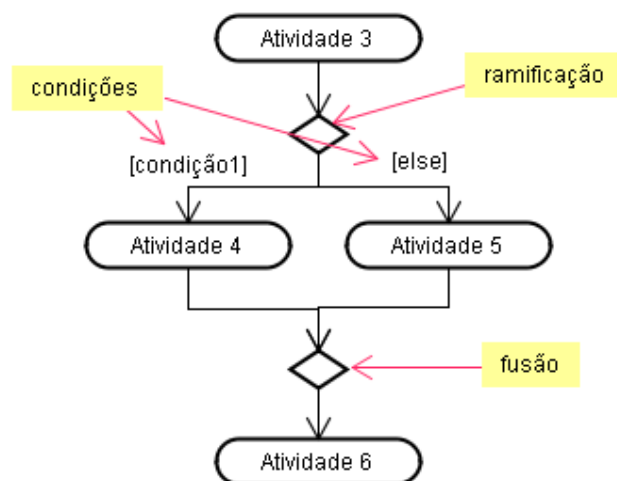 Atividade 3
condições
ramificação
[condição1]
[else]
Atividade 4
Atividade 5
fusão
Atividade 6